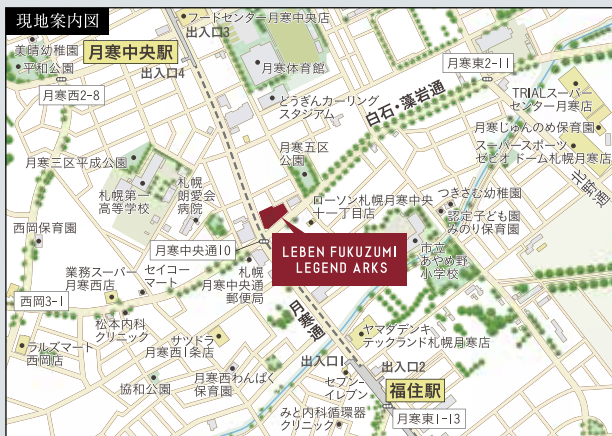 現地案内図
フードセンター月寒中央店
出入口3
美晴幼稚園
月寒中央駅
平和公園
出入口4
月寒体育館
月寒東2-11
月寒西2-8
どうぎんカーリング
スタジアム
白石・藻岩通
TRIALスーパー
センター月寒店
月寒じゅんのめ保育園
スーパースポーツ
ゼビオ ドーム札幌月寒店
北野通
月寒三区平成公園
月寒五区
公園
札幌第一
高等学校
札幌
朗愛会
病院
ローソン札幌月寒中央
十一丁目店
つきさむ幼稚園
認定子ども園
みのり保育園
西岡保育園
月寒中央通10
LEBEN FUKUZUMI
LEGEND ARKS
市立
あやめ野
小学校
業務スーパー
月寒西店
セイコー
マート
札幌
月寒中央通
郵便局
西岡3-1
月寒通
松本内科
クリニック
ラルズマート
西岡店
サツドラ
月寒西1条店
ヤマダデンキ
テックランド札幌月寒店
出入口1
出入口2
協和公園
月寒西わんぱく
保育園
セブン-
イレブン
福住駅
みと内科循環器
クリニック
月寒東1-13